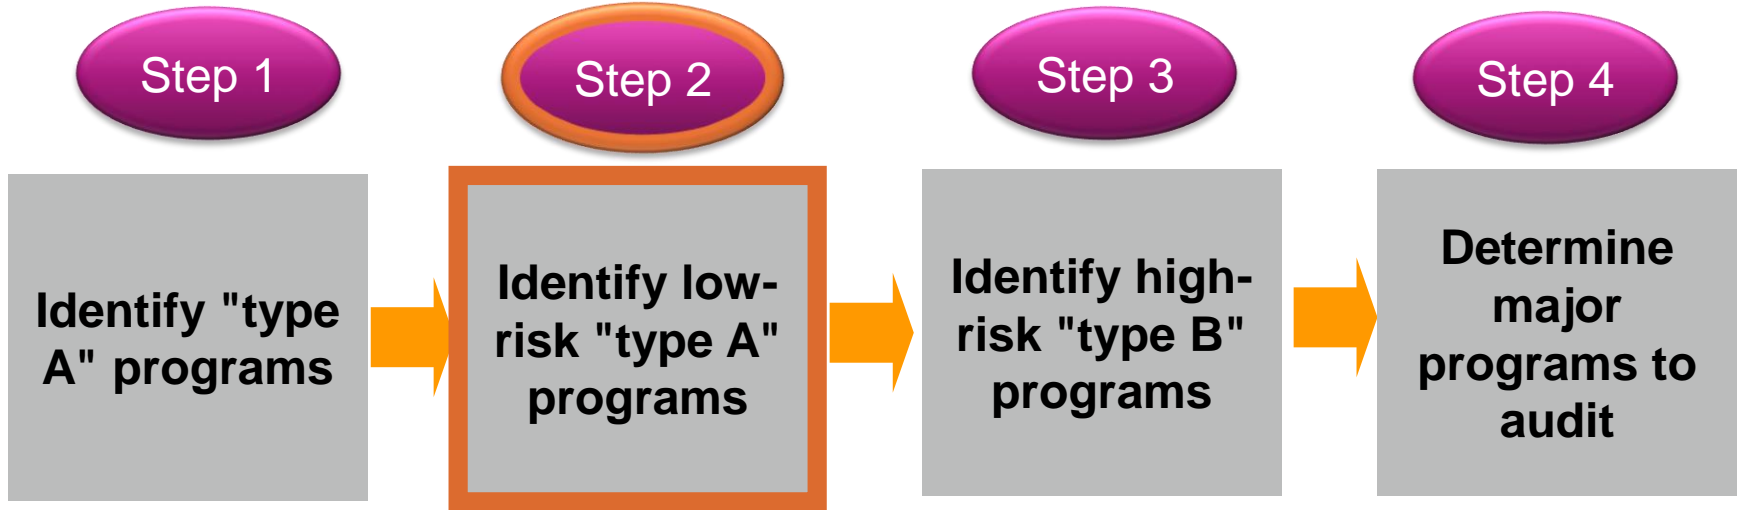 Step 1
Step 2
Step 3
Step 4
Identify "type
A" programs
Identify low-
risk "type A"
programs
Identify high-
risk "type B"
programs
Determine
major
programs to
audit